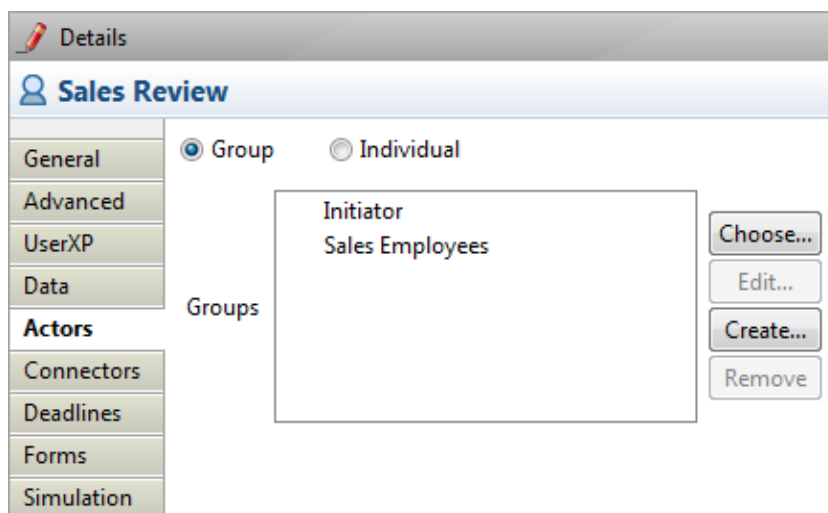 Details
Sales Review
General
Advanced
UserXP
Data
Actors
Connectors
Deadlines
Forms
Simulation
Group Individual
Groups
Initiator
Sales Employees
Choose...
Edit...
Create...
Remove